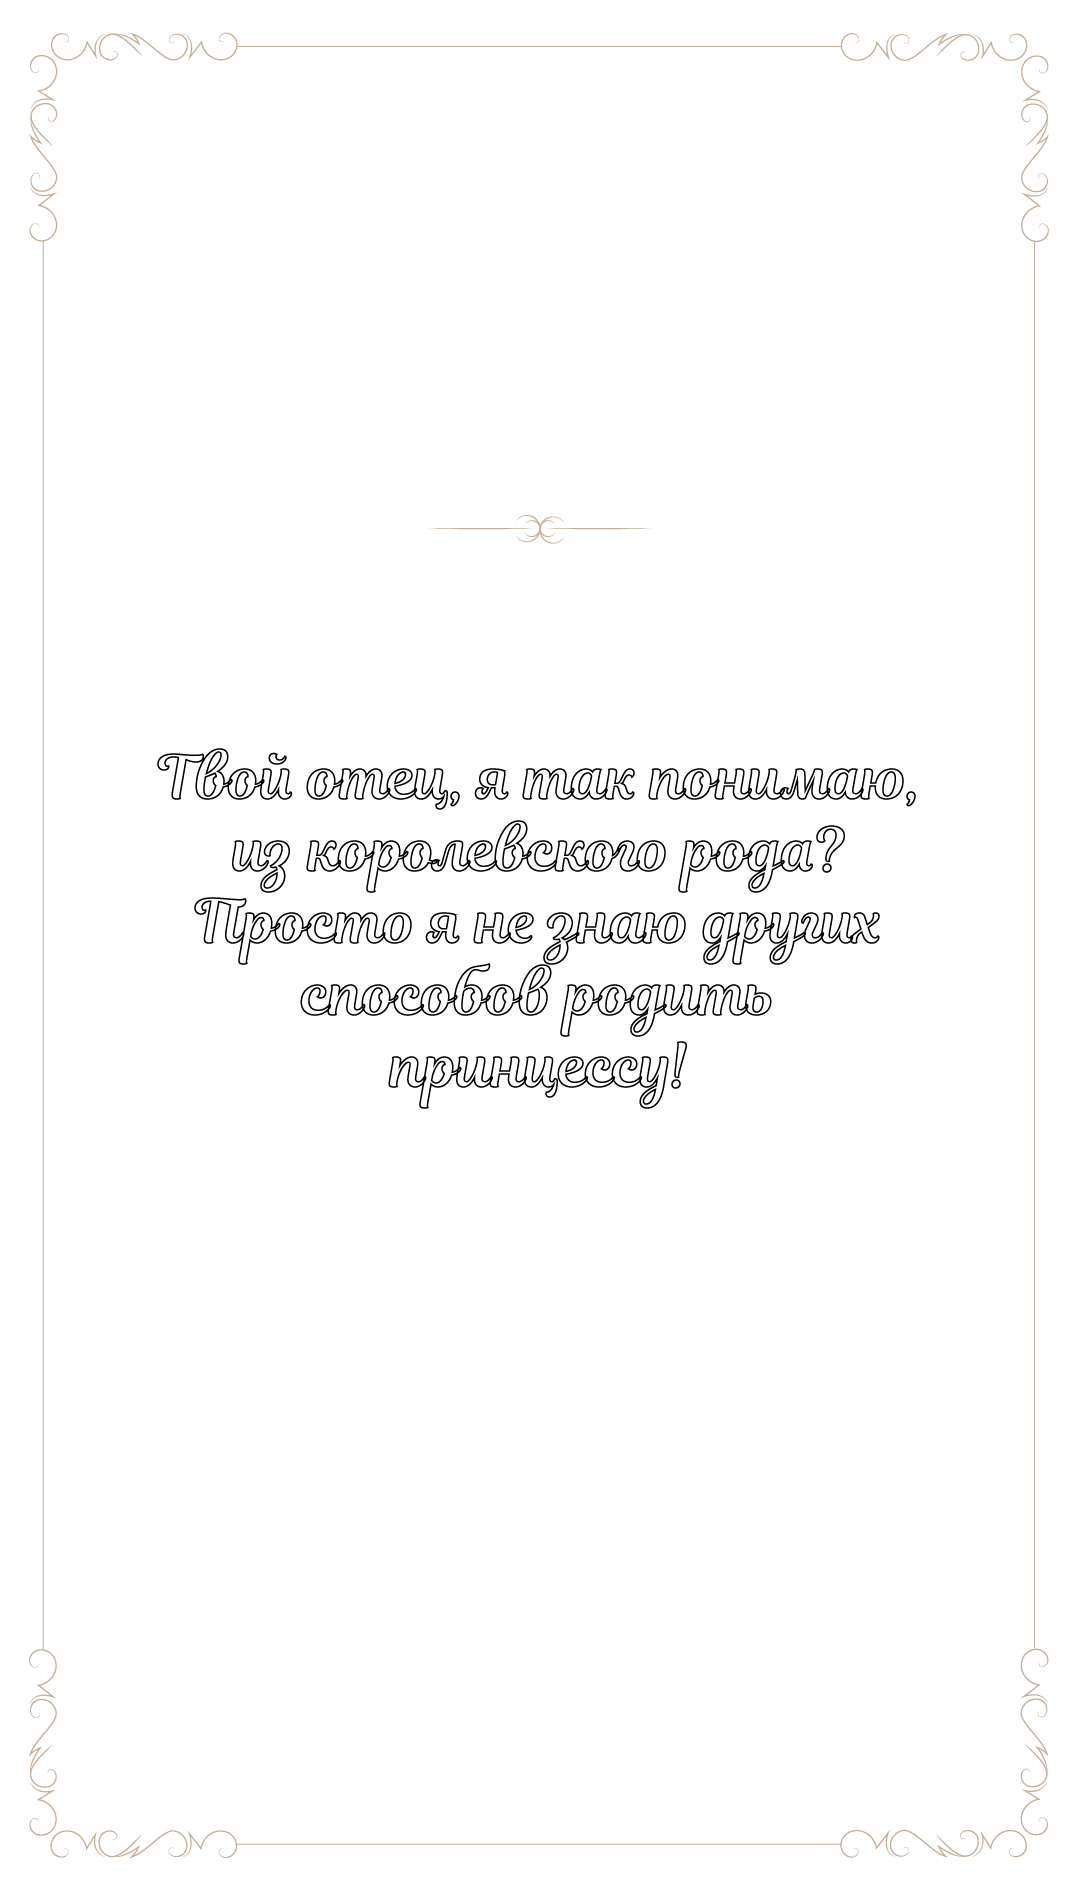 Твой отец, я так понимаю,
из королевского рода?
Просто я не знаю других
способов родить
принцессу!